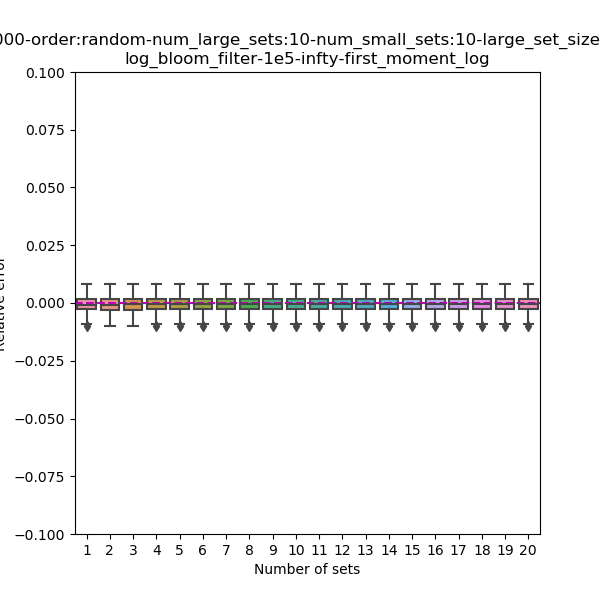 000-order:random-num_large_sets:10-num_small_sets:10-large_set_size
log_bloom_filter-1e5-infty-first_moment_log
0.100
0.075
0.050
0.025
0.000
−0.025
−0.050
−0.075
−0.100
Relative error
1 2 3 4 5 6 7 8 9 10 11 12 13 14 15 16 17 18 19 20
Number of sets